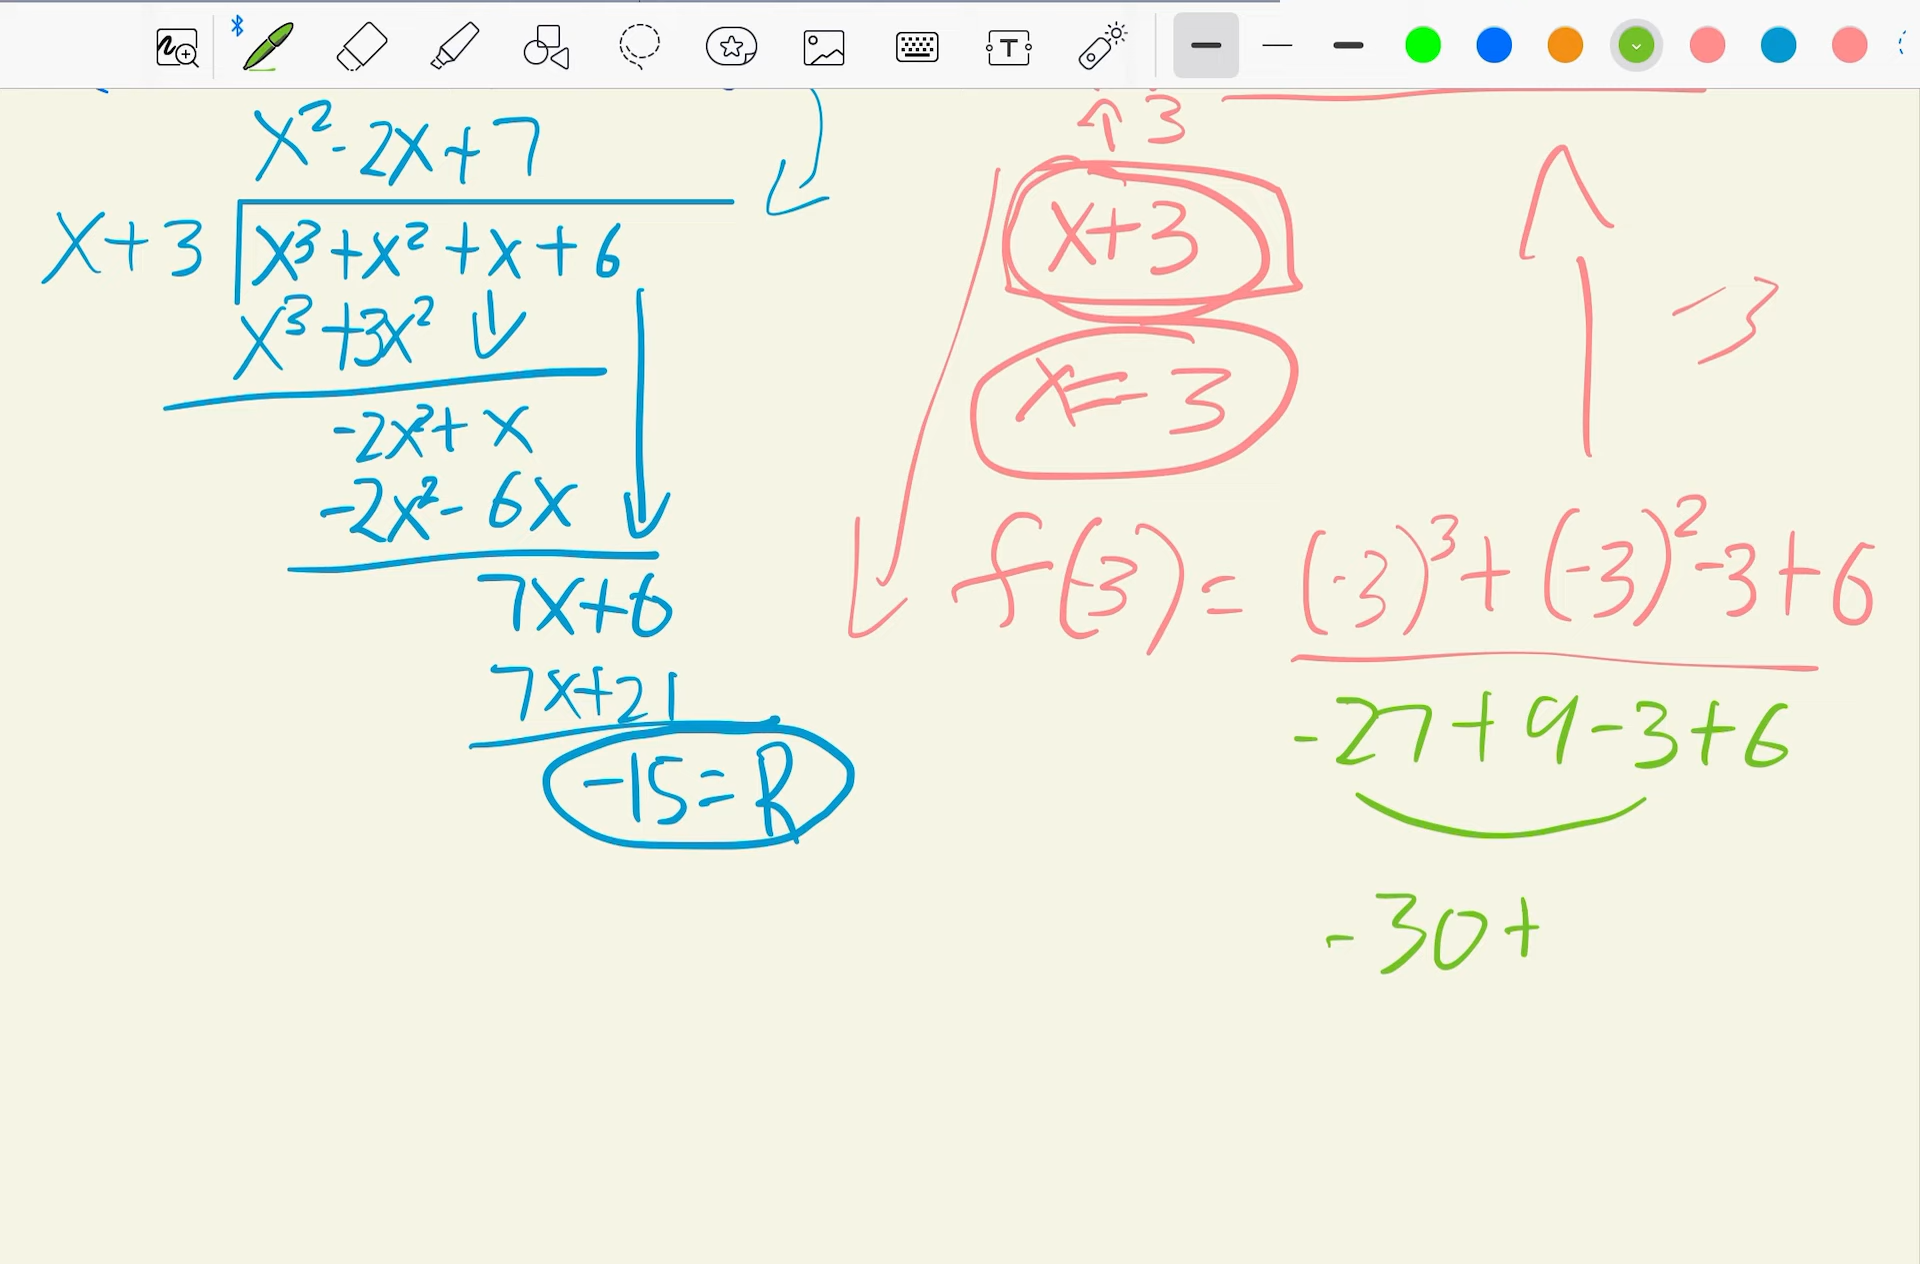 x² - 2x + 7
x + 3 x³ + x² + x + 6
x³ + 3x²
-2x² + x
-2x² - 6x
7x + 6
7x + 21
-15 = R
3
x + 3
x = - 3
-3
f(-3) = (-3)³ + (-3)² - 3 + 6
-27 + 9 - 3 + 6
-30 +
T